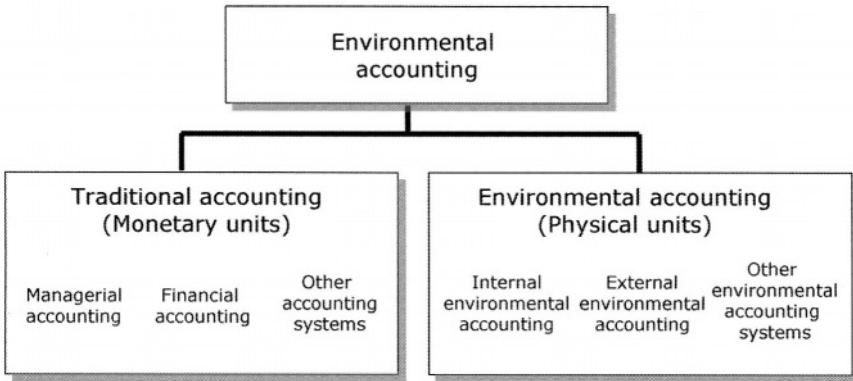 Environmental
accounting
Traditional accounting
(Monetary units)
Managerial
accounting
Financial
accounting
Other
accounting
systems
Environmental accounting
(Physical units)
Internal
environmental
accounting
External
environmental
accounting
Other
environmental
accounting
systems